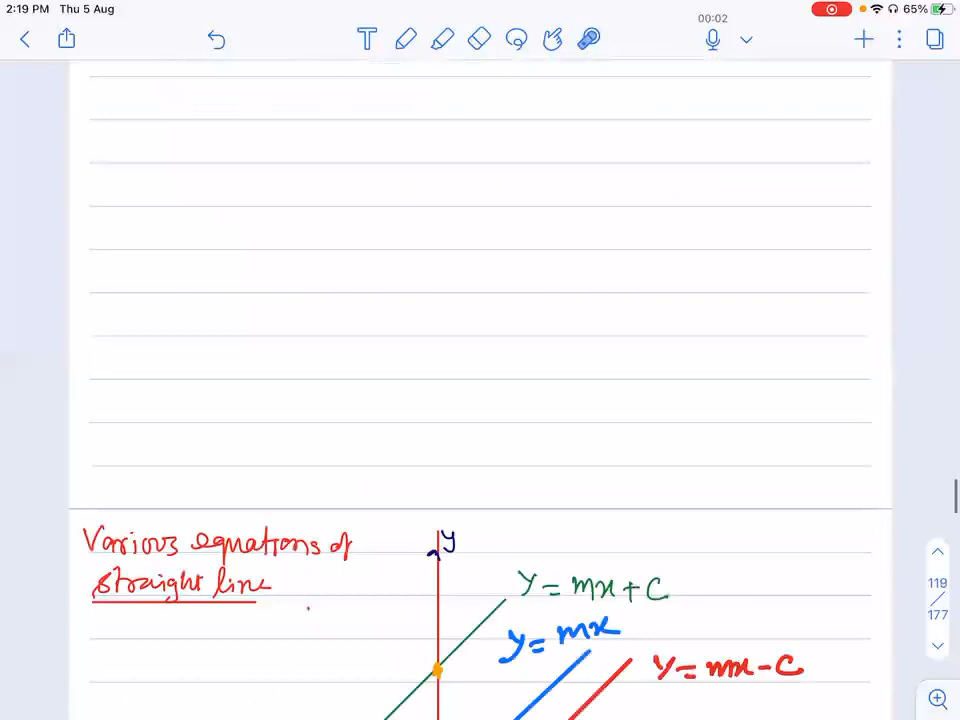 2:19 PM Thu 5 Aug
65%
00:02
T
Various equations of
straight line
y
y = mx + c
y = mx
y = mx - c
119
177